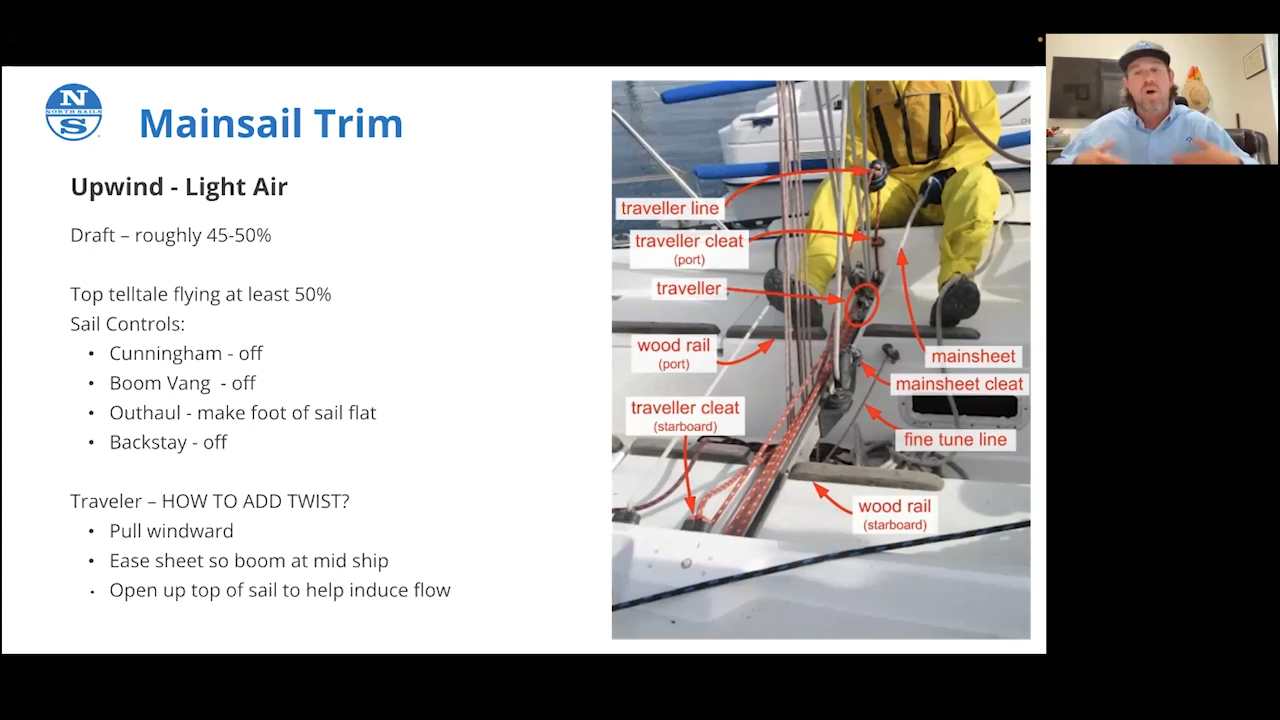 N
NORTH SAILS
S
Mainsail Trim
Upwind - Light Air
Draft – roughly 45-50%
Top telltale flying at least 50%
Sail Controls:
• Cunningham - off
• Boom Vang - off
• Outhaul - make foot of sail flat
• Backstay - off
Traveler – HOW TO ADD TWIST?
• Pull windward
• Ease sheet so boom at mid ship
• Open up top of sail to help induce flow
traveller line
traveller cleat
(port)
traveller
wood rail
(port)
traveller cleat
(starboard)
mainsheet
mainsheet cleat
fine tune line
wood rail
(starboard)